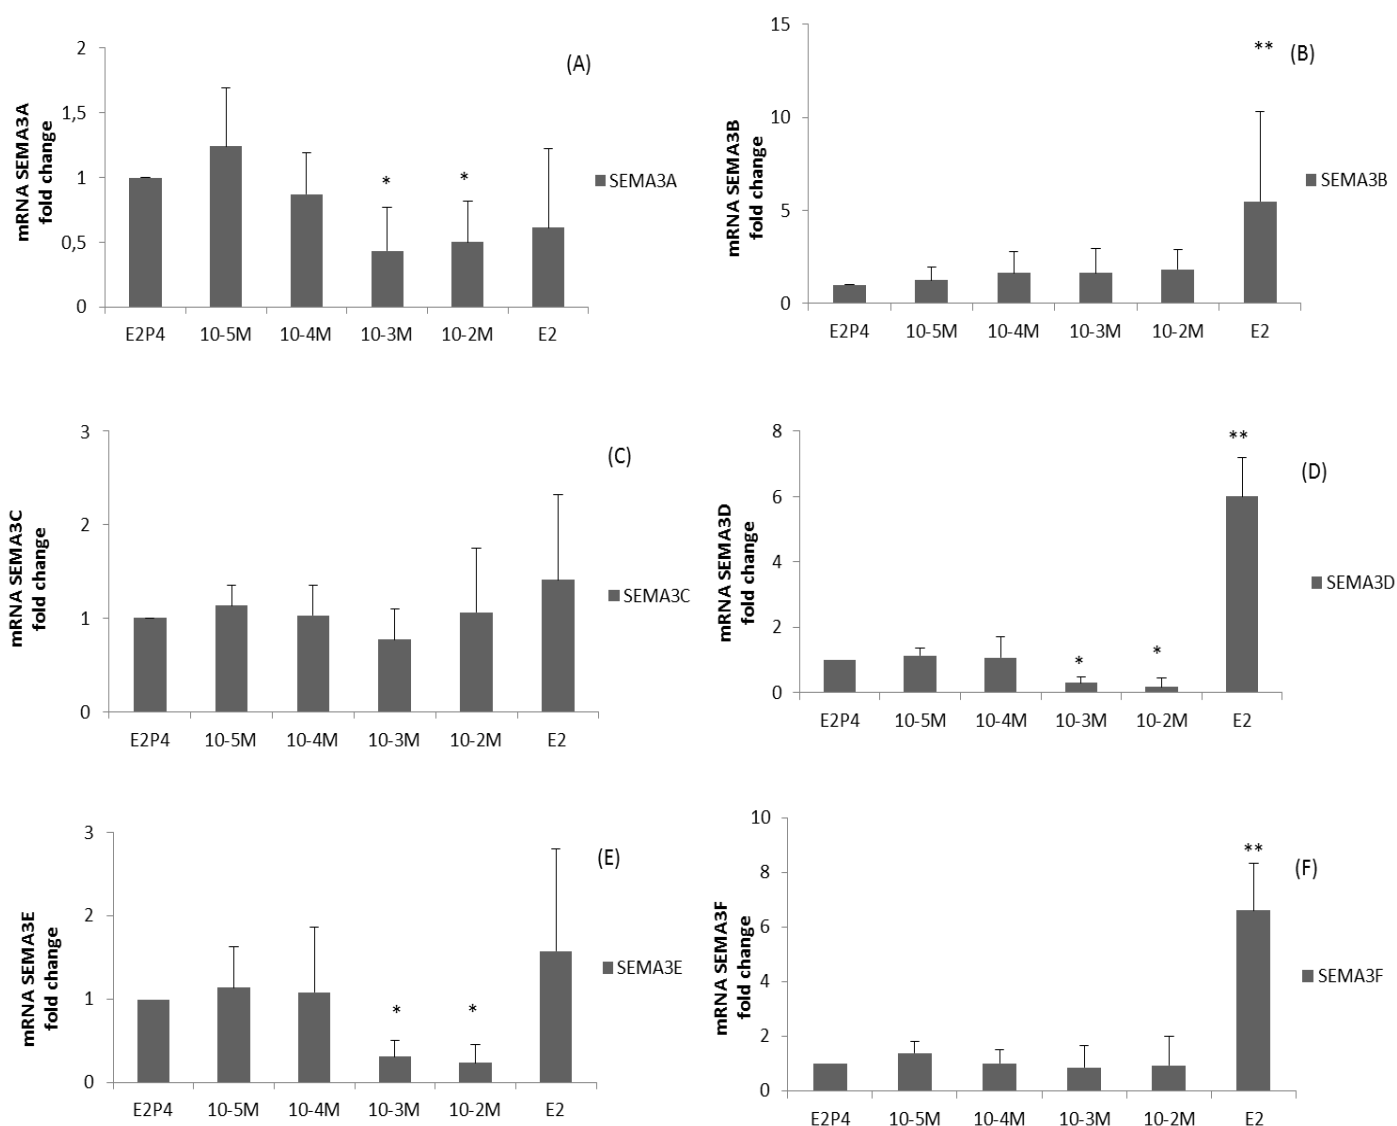 mRNA SEMA3A
fold change
2
1,5
1
0,5
0
(A)
*
*
SEMA3A
E2P4 10-5M 10-4M 10-3M 10-2M E2
mRNA SEMA3B
fold change
15
10
5
0
**
(B)
SEMA3B
E2P4 10-5M 10-4M 10-3M 10-2M E2
mRNA SEMA3C
fold change
3
2
1
0
(C)
SEMA3C
E2P4 10-5M 10-4M 10-3M 10-2M E2
mRNA SEMA3D
fold change
8
6
4
2
0
**
(D)
*
*
SEMA3D
E2P4 10-5M 10-4M 10-3M 10-2M E2
mRNA SEMA3E
fold change
3
2
1
0
(E)
*
*
SEMA3E
E2P4 10-5M 10-4M 10-3M 10-2M E2
mRNA SEMA3F
fold change
10
8
6
4
2
0
**
(F)
SEMA3F
E2P4 10-5M 10-4M 10-3M 10-2M E2